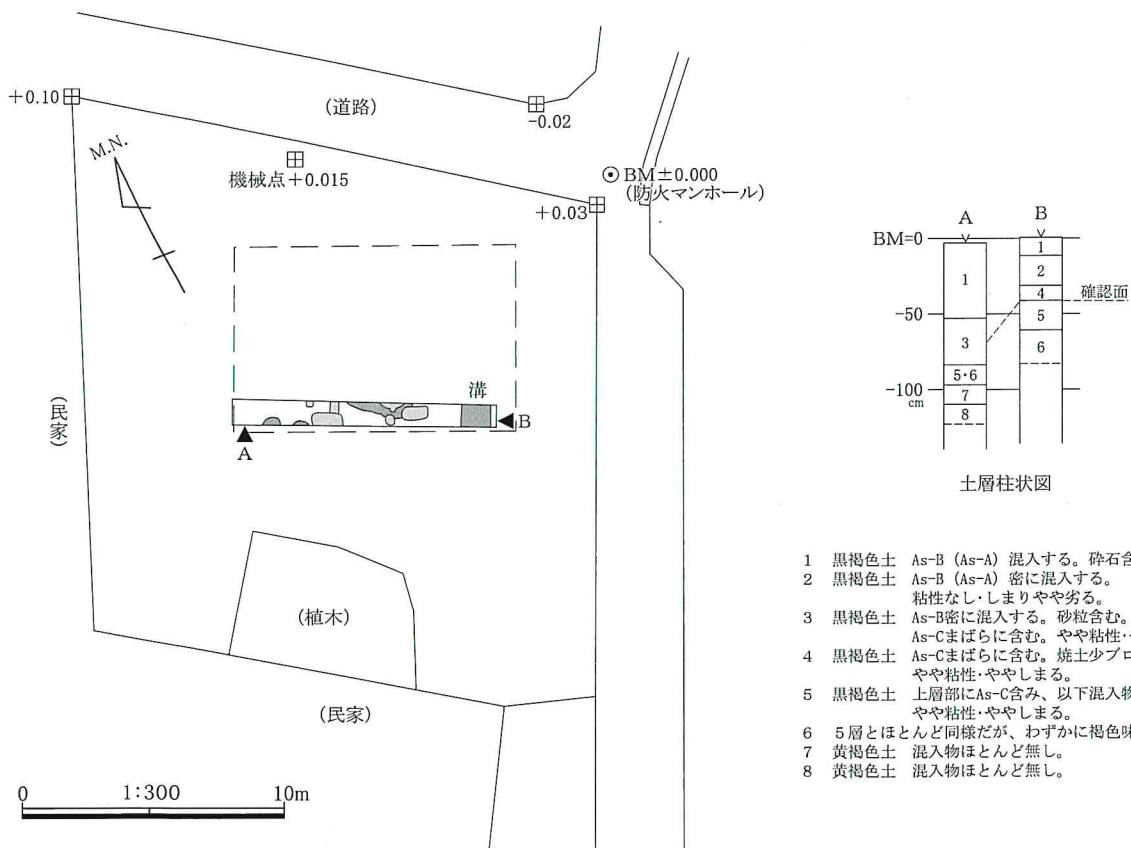 +0.10
(道路)
-0.02
M.N.
機械点+0.015
BM±0.000
(防火マンホール)
+0.03
溝
B
A
(民家)
(植木)
(民家)
0 1:300 10m
A B
BM=0
1 1
2
4 確認面
-50
5
3
6
5・6
-100
cm
7
8
土層柱状図
1 黒褐色土 As-B (As-A) 混入する。砕石含
2 黒褐色土 As-B (As-A) 密に混入する。
粘性なし・しまりやや劣る。
3 黒褐色土 As-B密に混入する。砂粒含む。
As-Cまばらに含む。やや粘性・
4 黒褐色土 As-Cまばらに含む。焼土少ブロ
やや粘性・ややしまる。
5 黒褐色土 上層部にAs-C含み、以下混入物
やや粘性・ややしまる。
6 5層とほとんど同様だが、わずかに褐色味
7 黄褐色土 混入物ほとんど無し。
8 黄褐色土 混入物ほとんど無し。